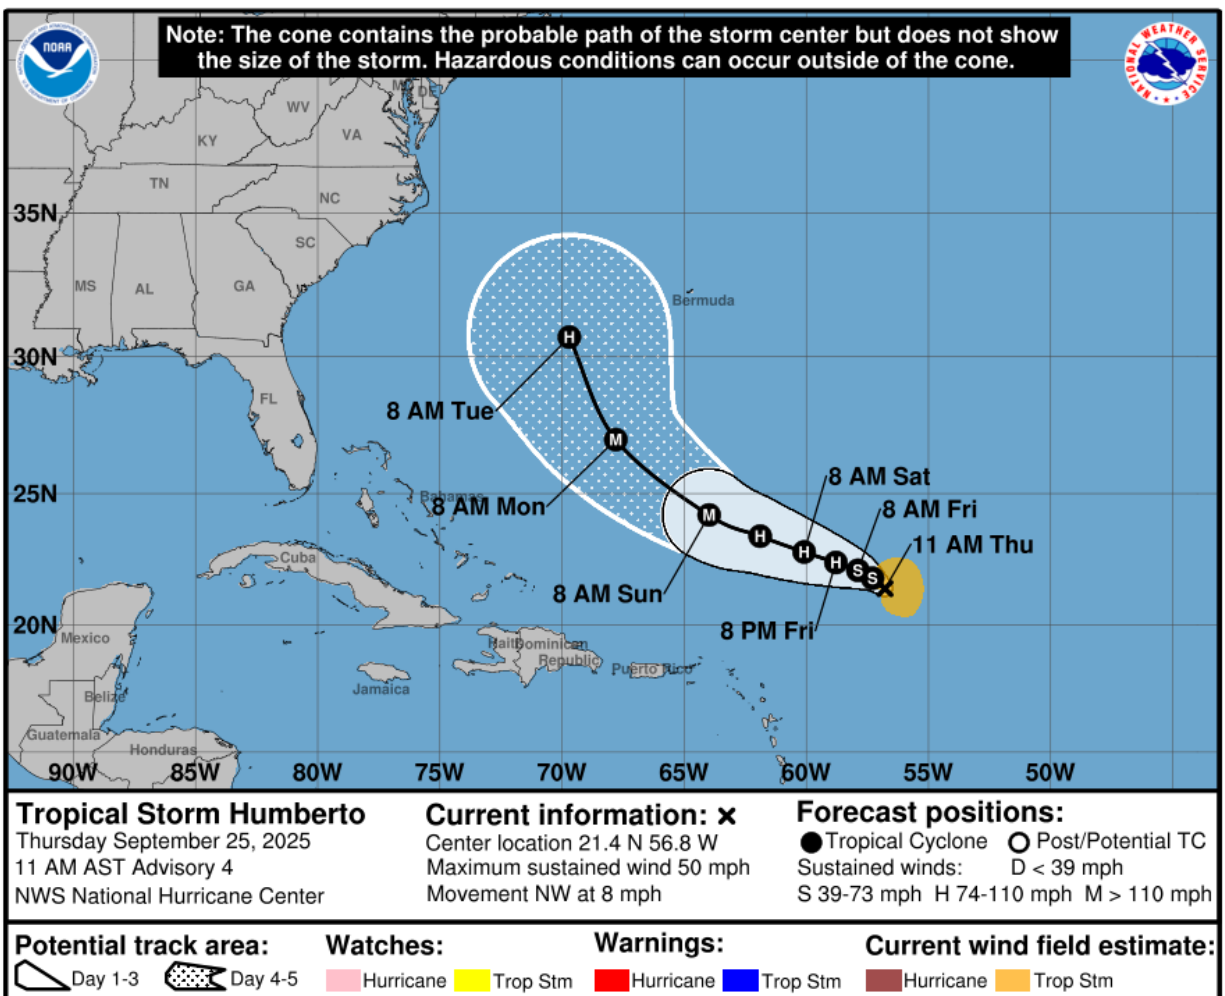 Note: The cone contains the probable path of the storm center but does not show
the size of the storm. Hazardous conditions can occur outside of the cone.
NOAA
NATIONAL WEATHER SERVICE
DE
WV
KY
VA
TN
NC
35N
SC
MS
AL
GA
Bermuda
H
30N
FL
8 AM Tue
M
8 AM Sat
25N
Bahamas
8 AM Mon
8 AM Fri
M
H
H
H
S
S
11 AM Thu
Cuba
8 AM Sun
20N
8 PM Fri
Mexico
Haiti
Dominican
Republic
Puerto Rico
Jamaica
Belize
Guatemala
Honduras
90W 85W 80W 75W 70W 65W 60W 55W 50W
Tropical Storm Humberto
Thursday September 25, 2025
11 AM AST Advisory 4
NWS National Hurricane Center
Current information: x
Center location 21.4 N 56.8 W
Maximum sustained wind 50 mph
Movement NW at 8 mph
Forecast positions:
Tropical Cyclone Post/Potential TC
Sustained winds: D < 39 mph
S 39-73 mph H 74-110 mph M > 110 mph
Potential track area:
Day 1-3 Day 4-5
Watches:
Hurricane Trop Stm
Warnings:
Hurricane Trop Stm
Current wind field estimate:
Hurricane Trop Stm